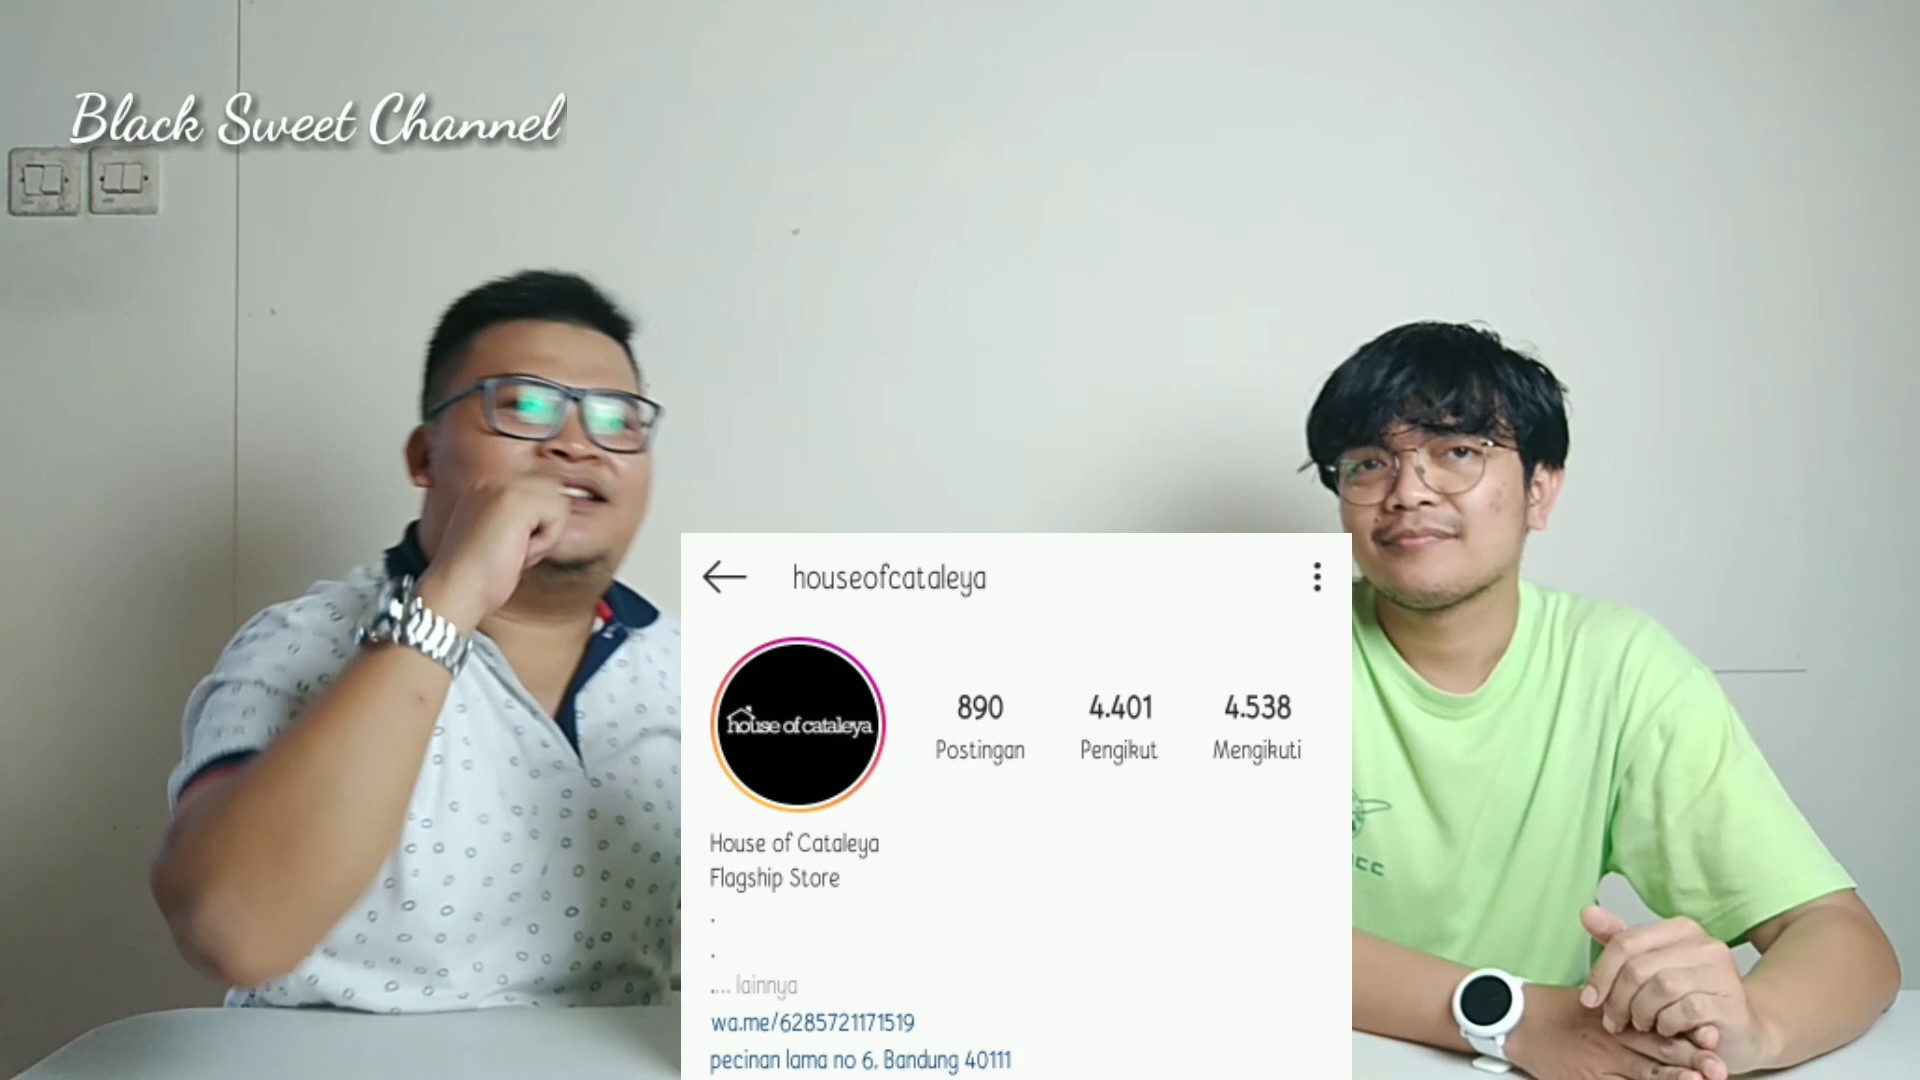 Black Sweet Channel
houseofcataleya
house of cataleya
890 4.401 4.538
Postingan Pengikut Mengikuti
House of Cataleya
Flagship Store
.
.
.... lainnya
wa.me/6285721171519
pecinan lama no 6, Bandung 40111